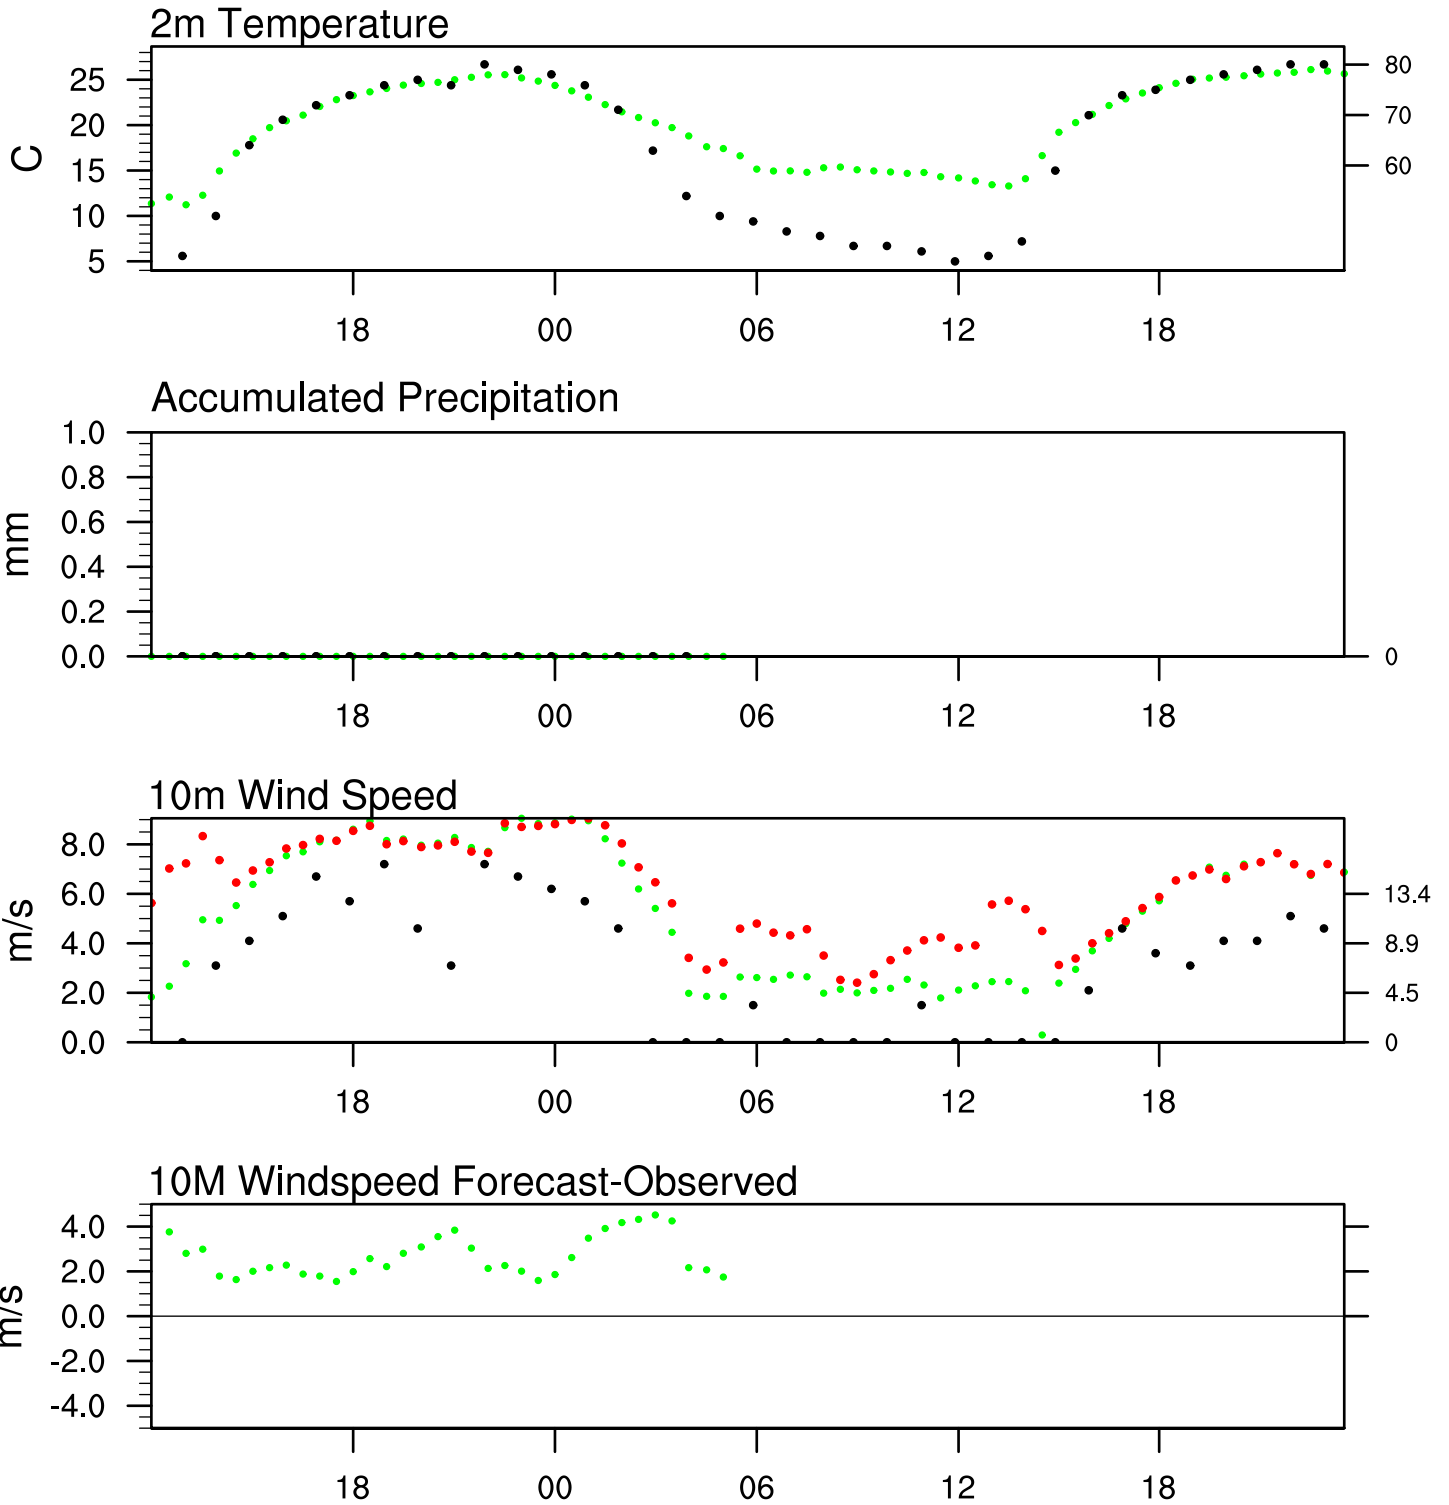 2m Temperature
C
25
20
15
10
5
80
70
60
18 00 06 12 18
Accumulated Precipitation
mm
1.0
0.8
0.6
0.4
0.2
0.0
0
18 00 06 12 18
10m Wind Speed
m/s
8.0
6.0
4.0
2.0
0.0
13.4
8.9
4.5
0
18 00 06 12 18
10M Windspeed Forecast-Observed
m/s
4.0
2.0
0.0
-2.0
-4.0
18 00 06 12 18